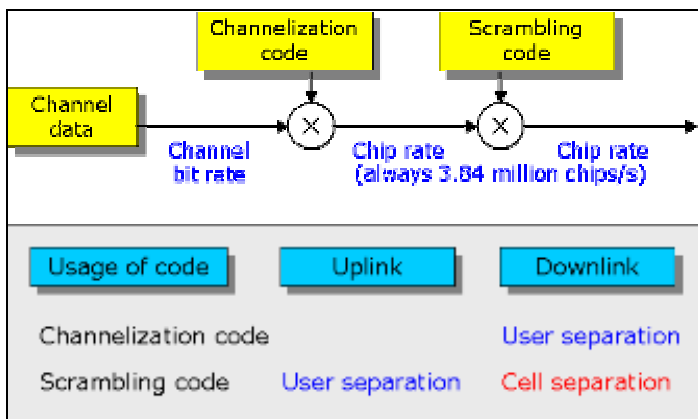 Channelization Scrambling
code code
Channel
data
Channel Chip rate Chip rate
bit rate (always 3.84 million chips/s)
Usage of code Uplink Downlink
Channelization code User separation
Scrambling code User separation Cell separation